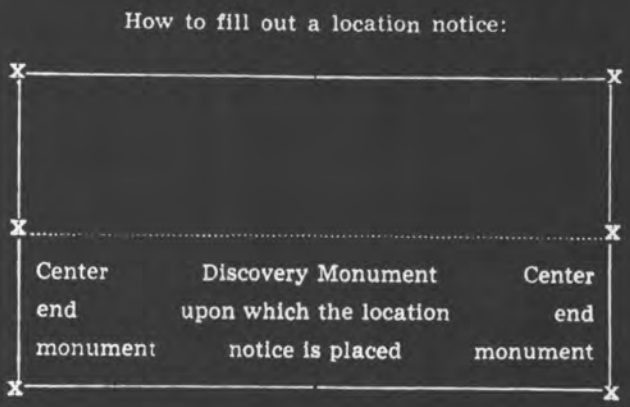 How to fill out a location notice:
X X
X X
Center Discovery Monument Center
end upon which the location end
monument notice is placed monument
X X